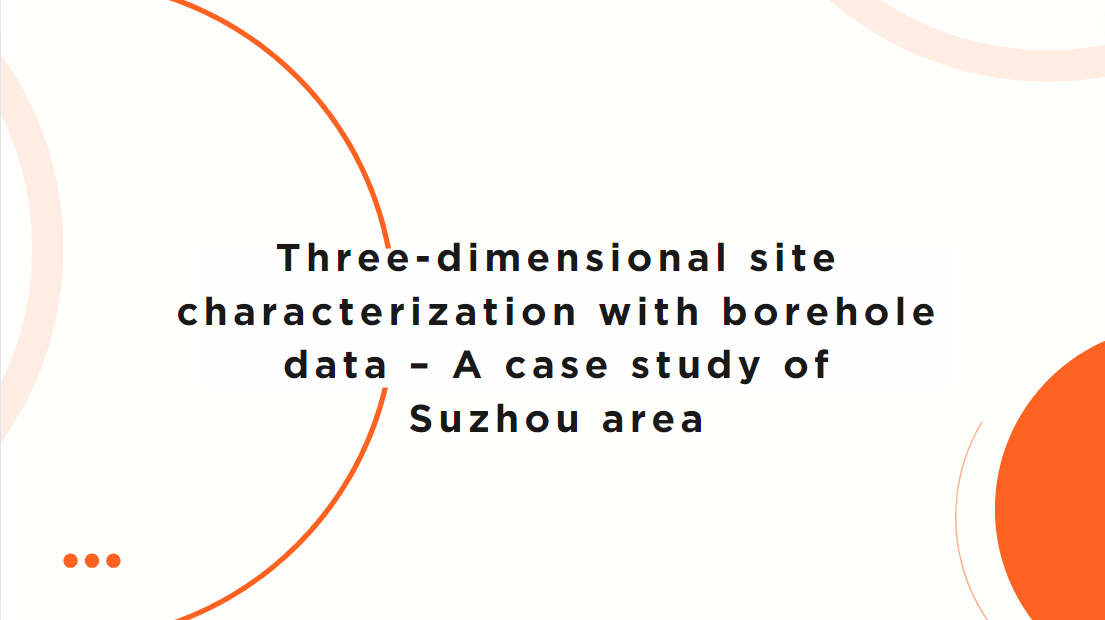 Three-dimensional site
characterization with borehole
data – A case study of
Suzhou area